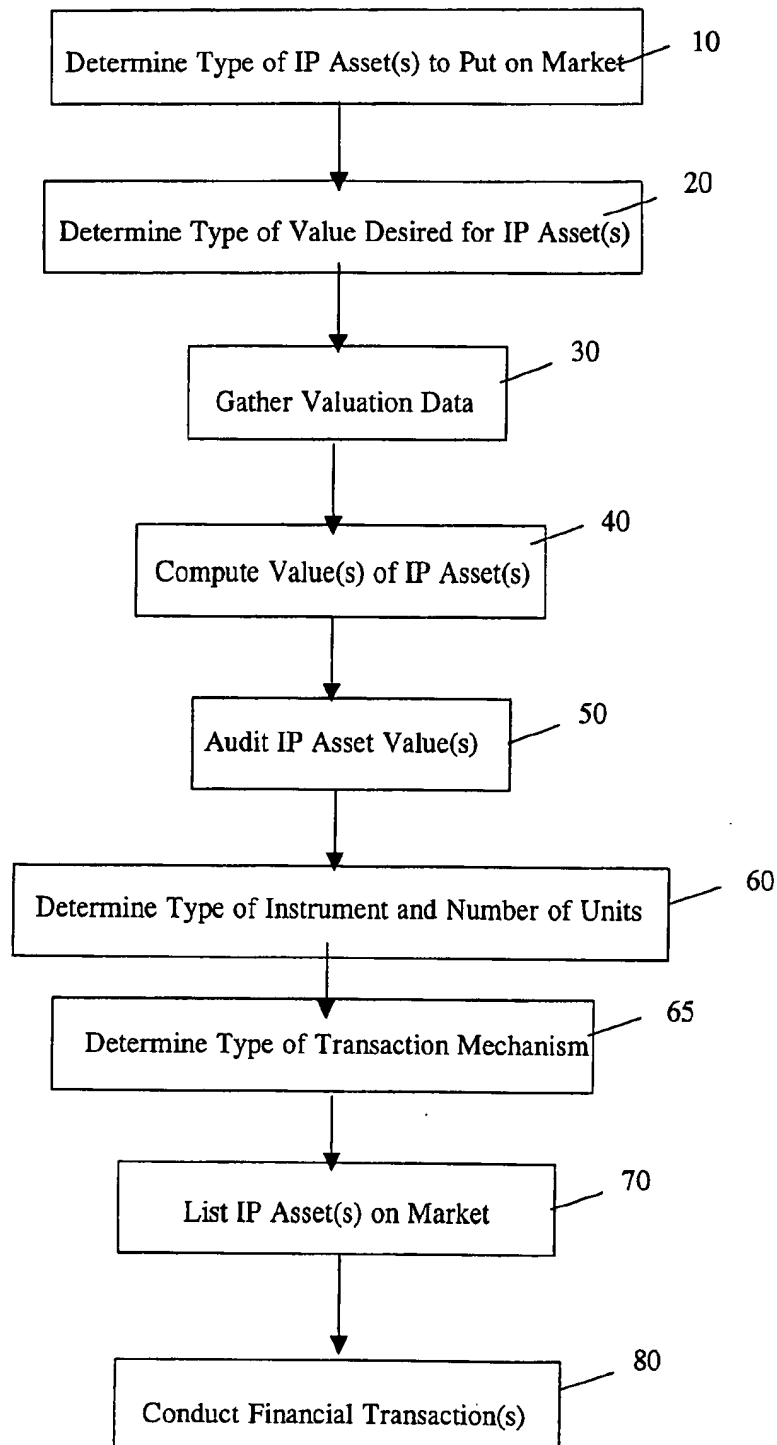 10
Determine Type of IP Asset(s) to Put on Market
20
Determine Type of Value Desired for IP Asset(s)
30
Gather Valuation Data
40
Compute Value(s) of IP Asset(s)
50
Audit IP Asset Value(s)
60
Determine Type of Instrument and Number of Units
65
Determine Type of Transaction Mechanism
70
List IP Asset(s) on Market
80
Conduct Financial Transaction(s)